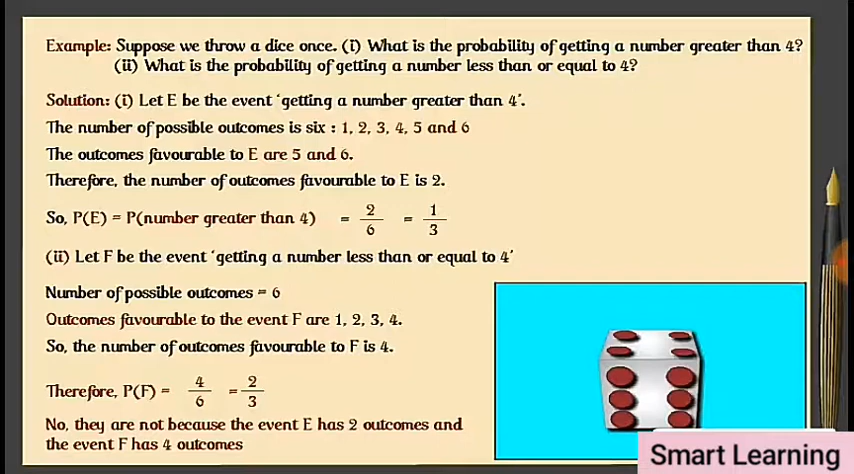 Example: Suppose we throw a dice once. (i) What is the probability of getting a number greater than 4?
(ii) What is the probability of getting a number less than or equal to 4?
Solution: (i) Let E be the event 'getting a number greater than 4'.
The number of possible outcomes is six : 1, 2, 3, 4, 5 and 6
The outcomes favourable to E are 5 and 6.
Therefore, the number of outcomes favourable to E is 2.
So, P(E) = P(number greater than 4) = 2/6 = 1/3
(ii) Let F be the event 'getting a number less than or equal to 4'
Number of possible outcomes = 6
Outcomes favourable to the event F are 1, 2, 3, 4.
So, the number of outcomes favourable to F is 4.
Therefore, P(F) = 4/6 = 2/3
No, they are not because the event E has 2 outcomes and
the event F has 4 outcomes
Smart Learning